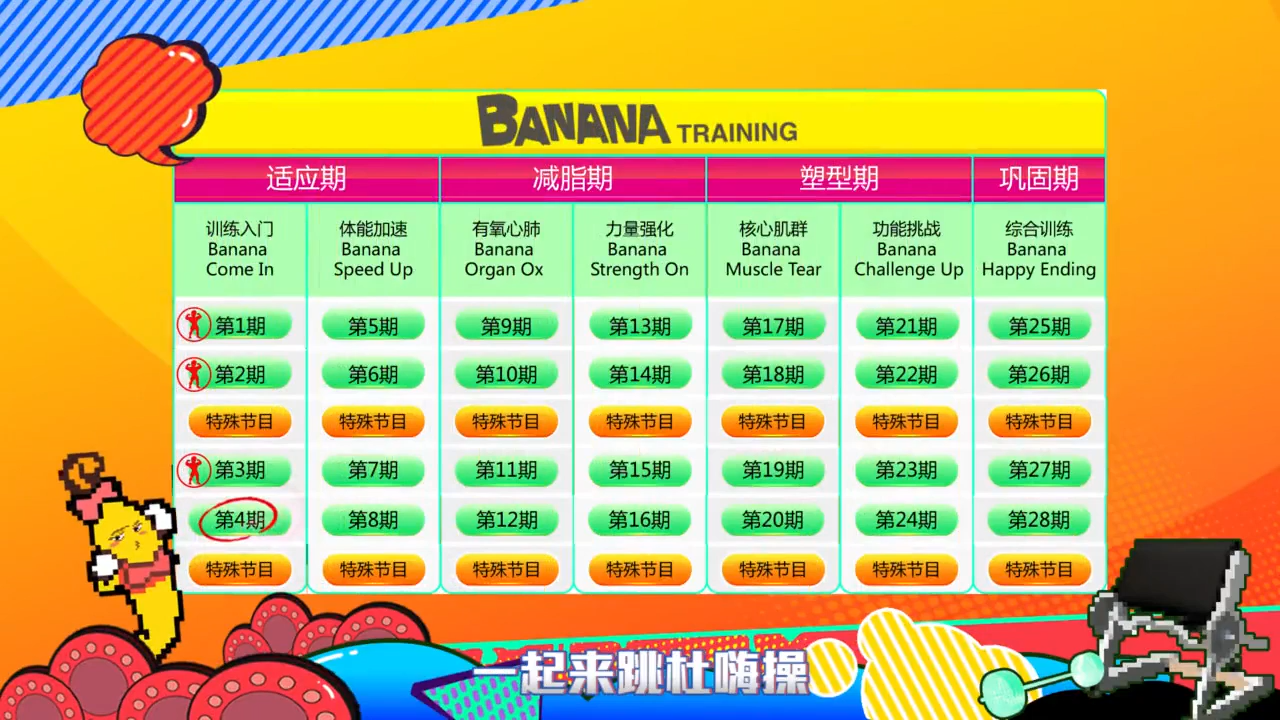 BANANA TRAINING
适应期 减脂期 塑型期 巩固期
训练入门 体能加速 有氧心肺 力量强化 核心肌群 功能挑战 综合训练
Banana Banana Banana Banana Banana Banana Banana
Come In Speed Up Organ Ox Strength On Muscle Tear Challenge Up Happy Ending
第1期 第5期 第9期 第13期 第17期 第21期 第25期
第2期 第6期 第10期 第14期 第18期 第22期 第26期
特殊节目 特殊节目 特殊节目 特殊节目 特殊节目 特殊节目 特殊节目
第3期 第7期 第11期 第15期 第19期 第23期 第27期
第4期 第8期 第12期 第16期 第20期 第24期 第28期
特殊节目 特殊节目 特殊节目 特殊节目 特殊节目 特殊节目 特殊节目
一起来跳杜嗨操